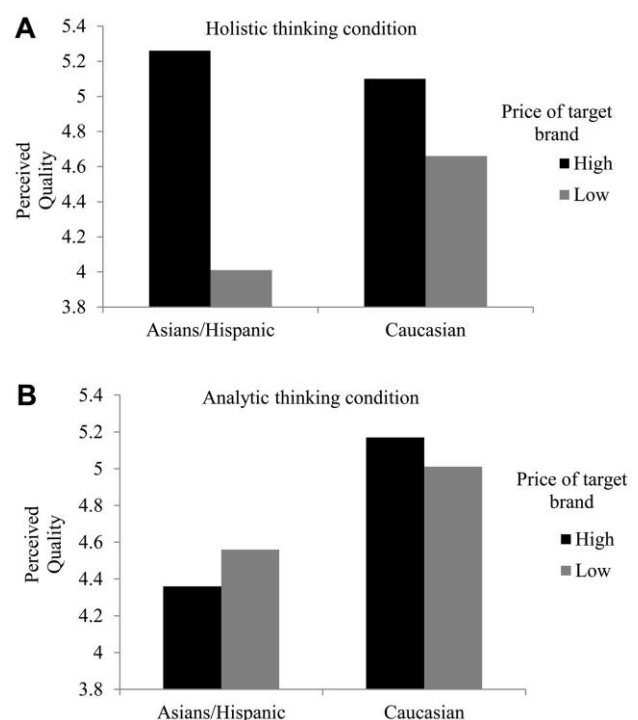 A
Holistic thinking condition
5.4
5.2
5
4.8
4.6
4.4
4.2
4
3.8
Perceived
Quality
Asians/Hispanic
Caucasian
Price of target
brand
High
Low
B
Analytic thinking condition
5.4
5.2
5
4.8
4.6
4.4
4.2
4
3.8
Perceived
Quality
Asians/Hispanic
Caucasian
Price of target
brand
High
Low